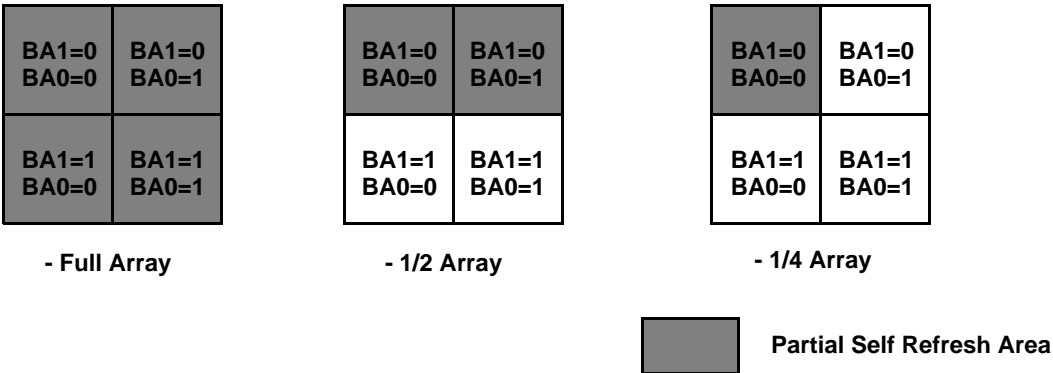 BA1=0 BA1=0 BA1=0 BA1=0 BA1=0 BA1=0
BA0=0 BA0=1 BA0=0 BA0=1 BA0=0 BA0=1
BA1=1 BA1=1 BA1=1 BA1=1 BA1=1 BA1=1
BA0=0 BA0=1 BA0=0 BA0=1 BA0=0 BA0=1
- Full Array - 1/2 Array - 1/4 Array
Partial Self Refresh Area